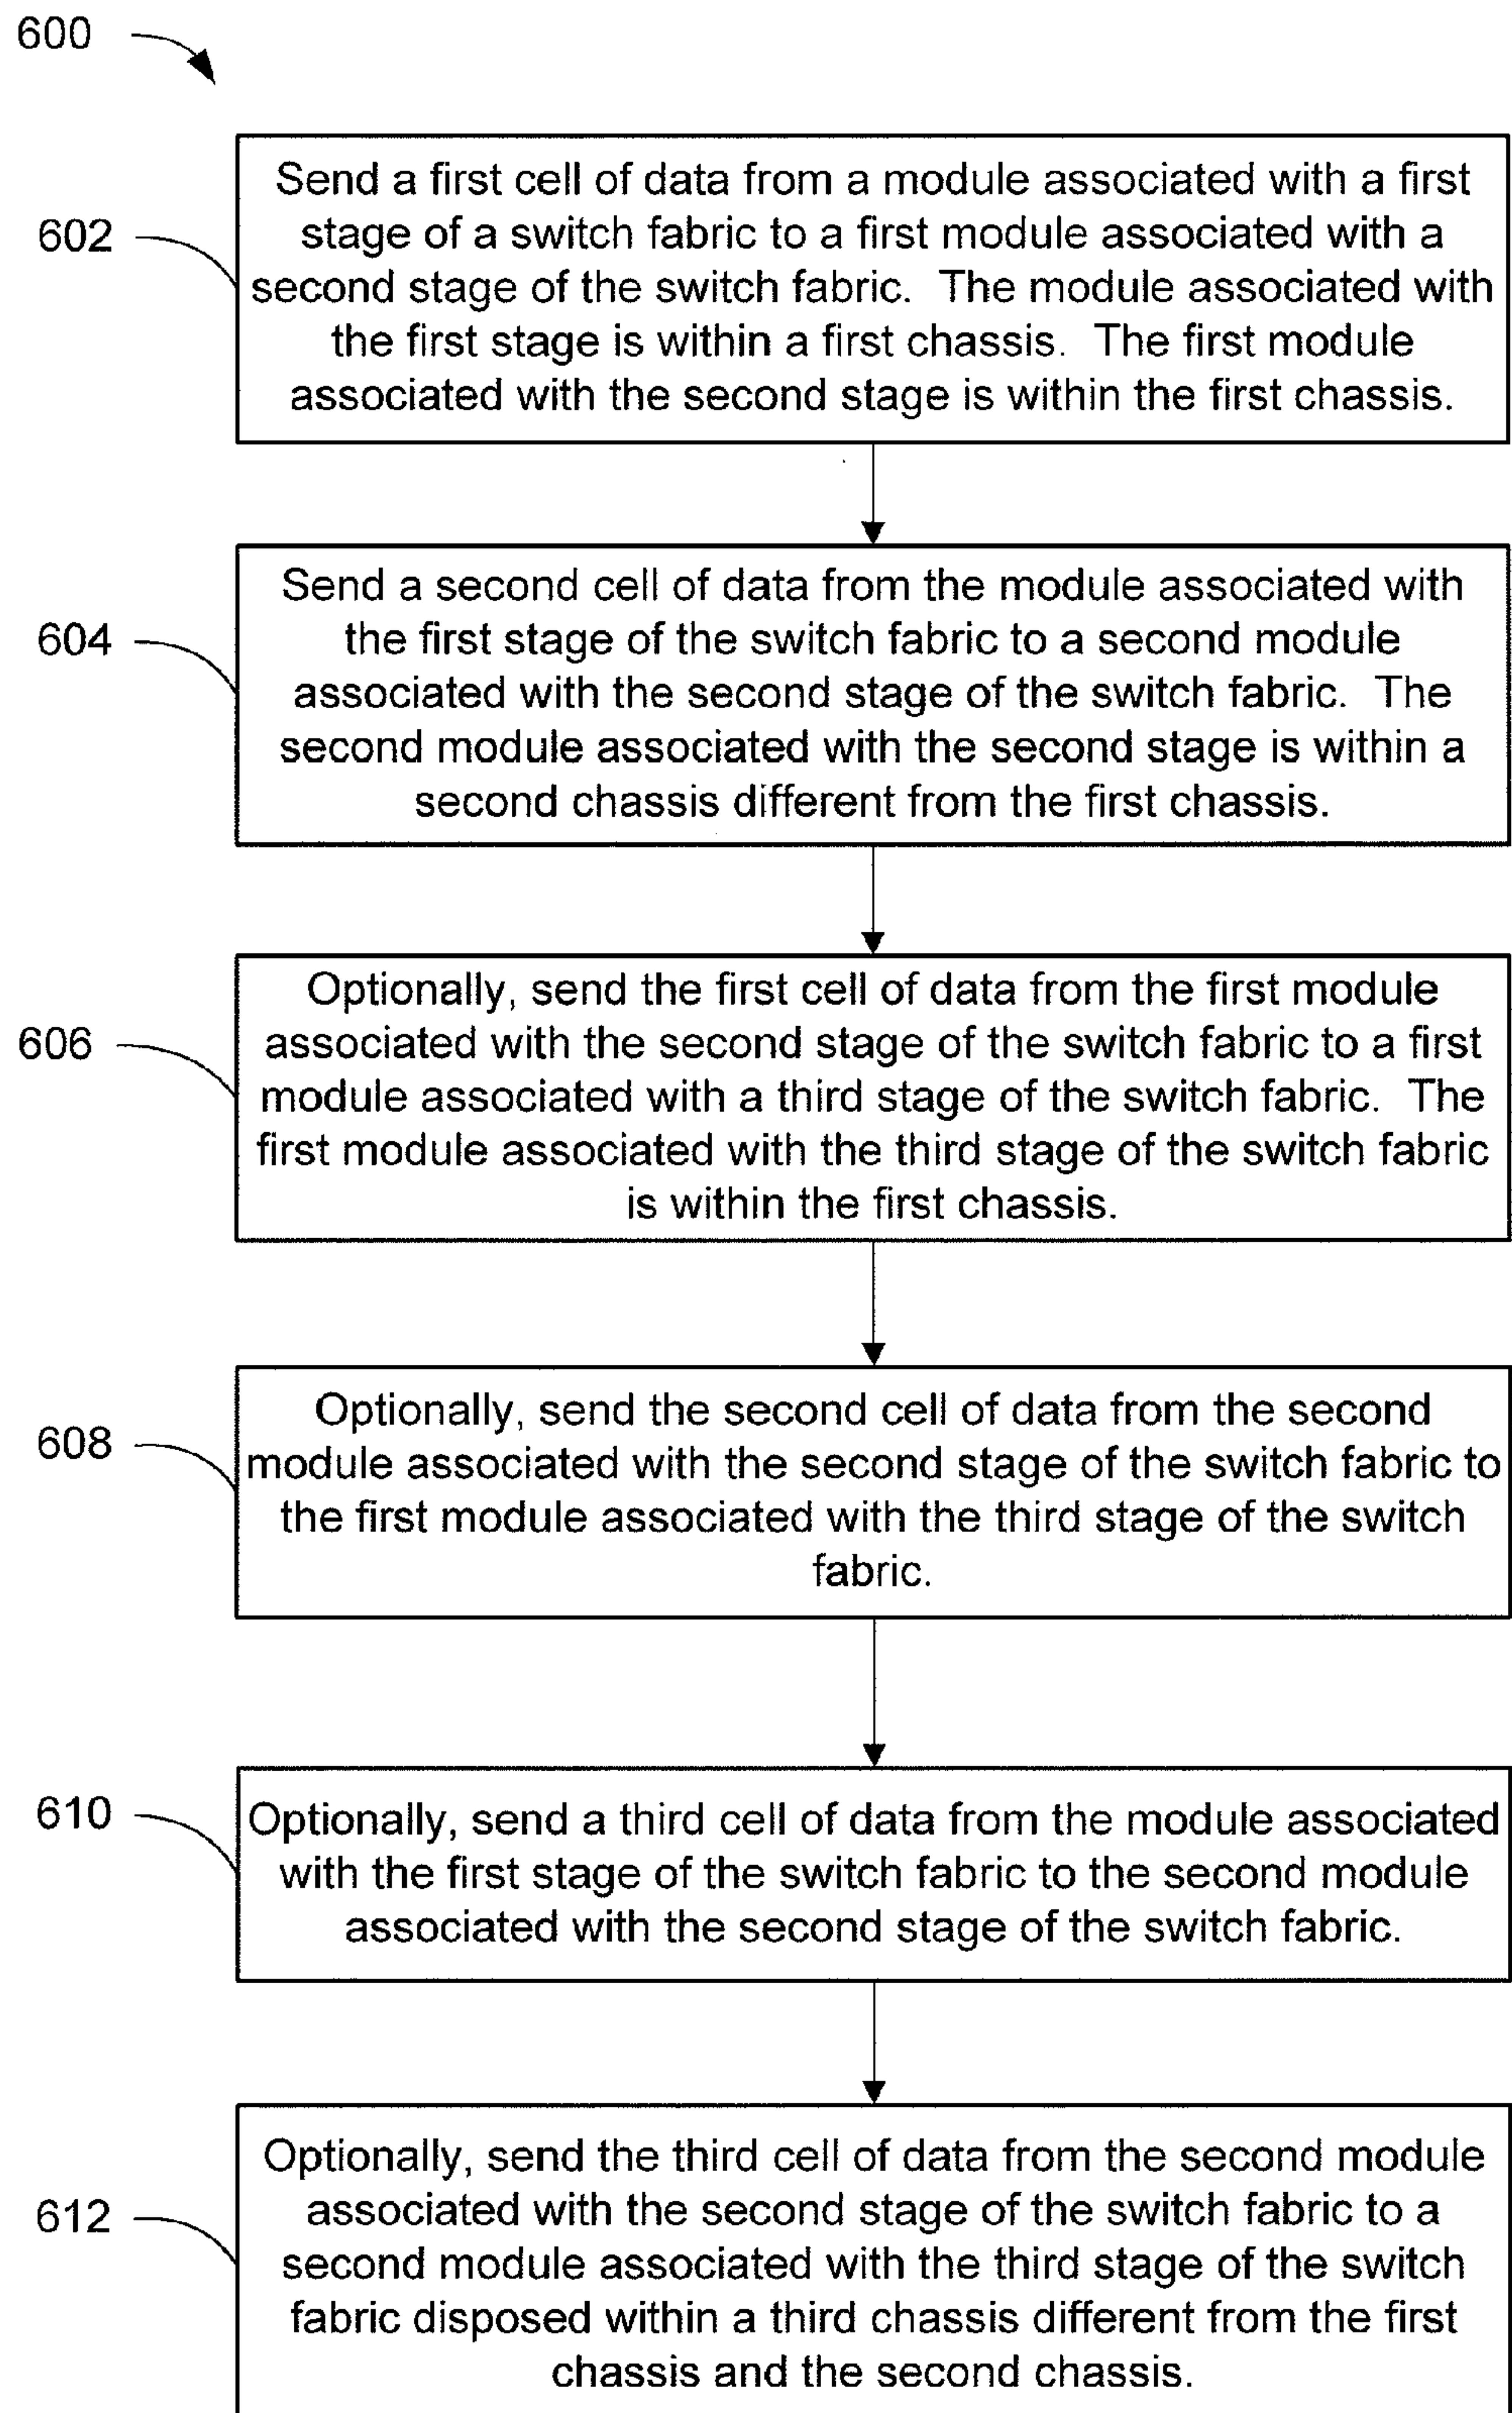 600
602
Send a first cell of data from a module associated with a first
stage of a switch fabric to a first module associated with a
second stage of the switch fabric.  The module associated with
the first stage is within a first chassis.  The first module
associated with the second stage is within the first chassis.
604
Send a second cell of data from the module associated with
the first stage of the switch fabric to a second module
associated with the second stage of the switch fabric.  The
second module associated with the second stage is within a
second chassis different from the first chassis.
606
Optionally, send the first cell of data from the first module
associated with the second stage of the switch fabric to a first
module associated with a third stage of the switch fabric.  The
first module associated with the third stage of the switch fabric
is within the first chassis.
608
Optionally, send the second cell of data from the second
module associated with the second stage of the switch fabric to
the first module associated with the third stage of the switch
fabric.
610
Optionally, send a third cell of data from the module associated
with the first stage of the switch fabric to the second module
associated with the second stage of the switch fabric.
612
Optionally, send the third cell of data from the second module
associated with the second stage of the switch fabric to a
second module associated with the third stage of the switch
fabric disposed within a third chassis different from the first
chassis and the second chassis.